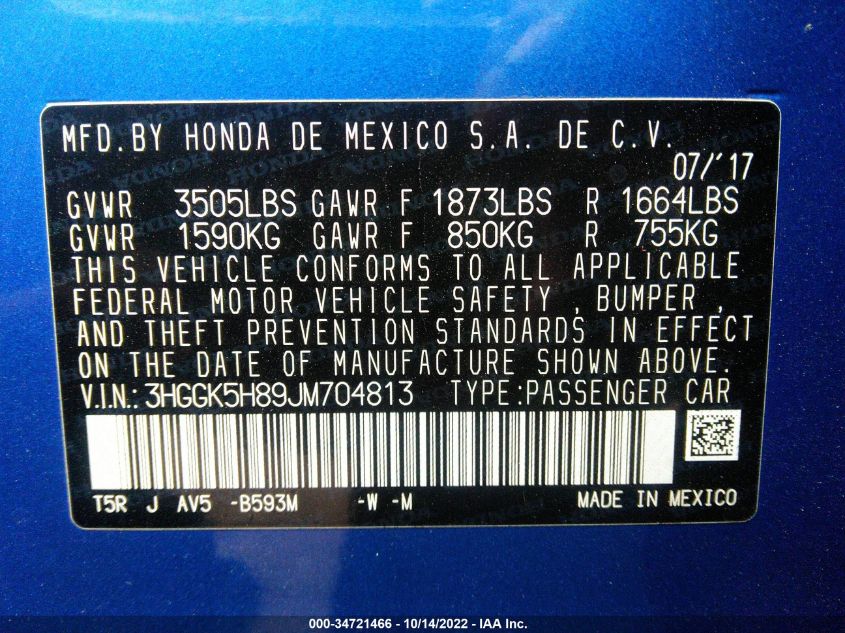 MFD.BY HONDA DE MEXICO S.A. DE C.V.
07/'17
GVWR 3505LBS GAWR F 1873LBS R 1664LBS
GVWR 1590KG GAWR F 850KG R 755KG
THIS VEHICLE CONFORMS TO ALL APPLICABLE
FEDERAL MOTOR VEHICLE SAFETY , BUMPER ,
AND THEFT PREVENTION STANDARDS IN EFFECT
ON THE DATE OF MANUFACTURE SHOWN ABOVE.
V.I.N.: 3HGGK5H89JM704813 TYPE:PASSENGER CAR
T5R J AV5 -B593M -W -M MADE IN MEXICO
000-34721466 - 10/14/2022 - IAA Inc.